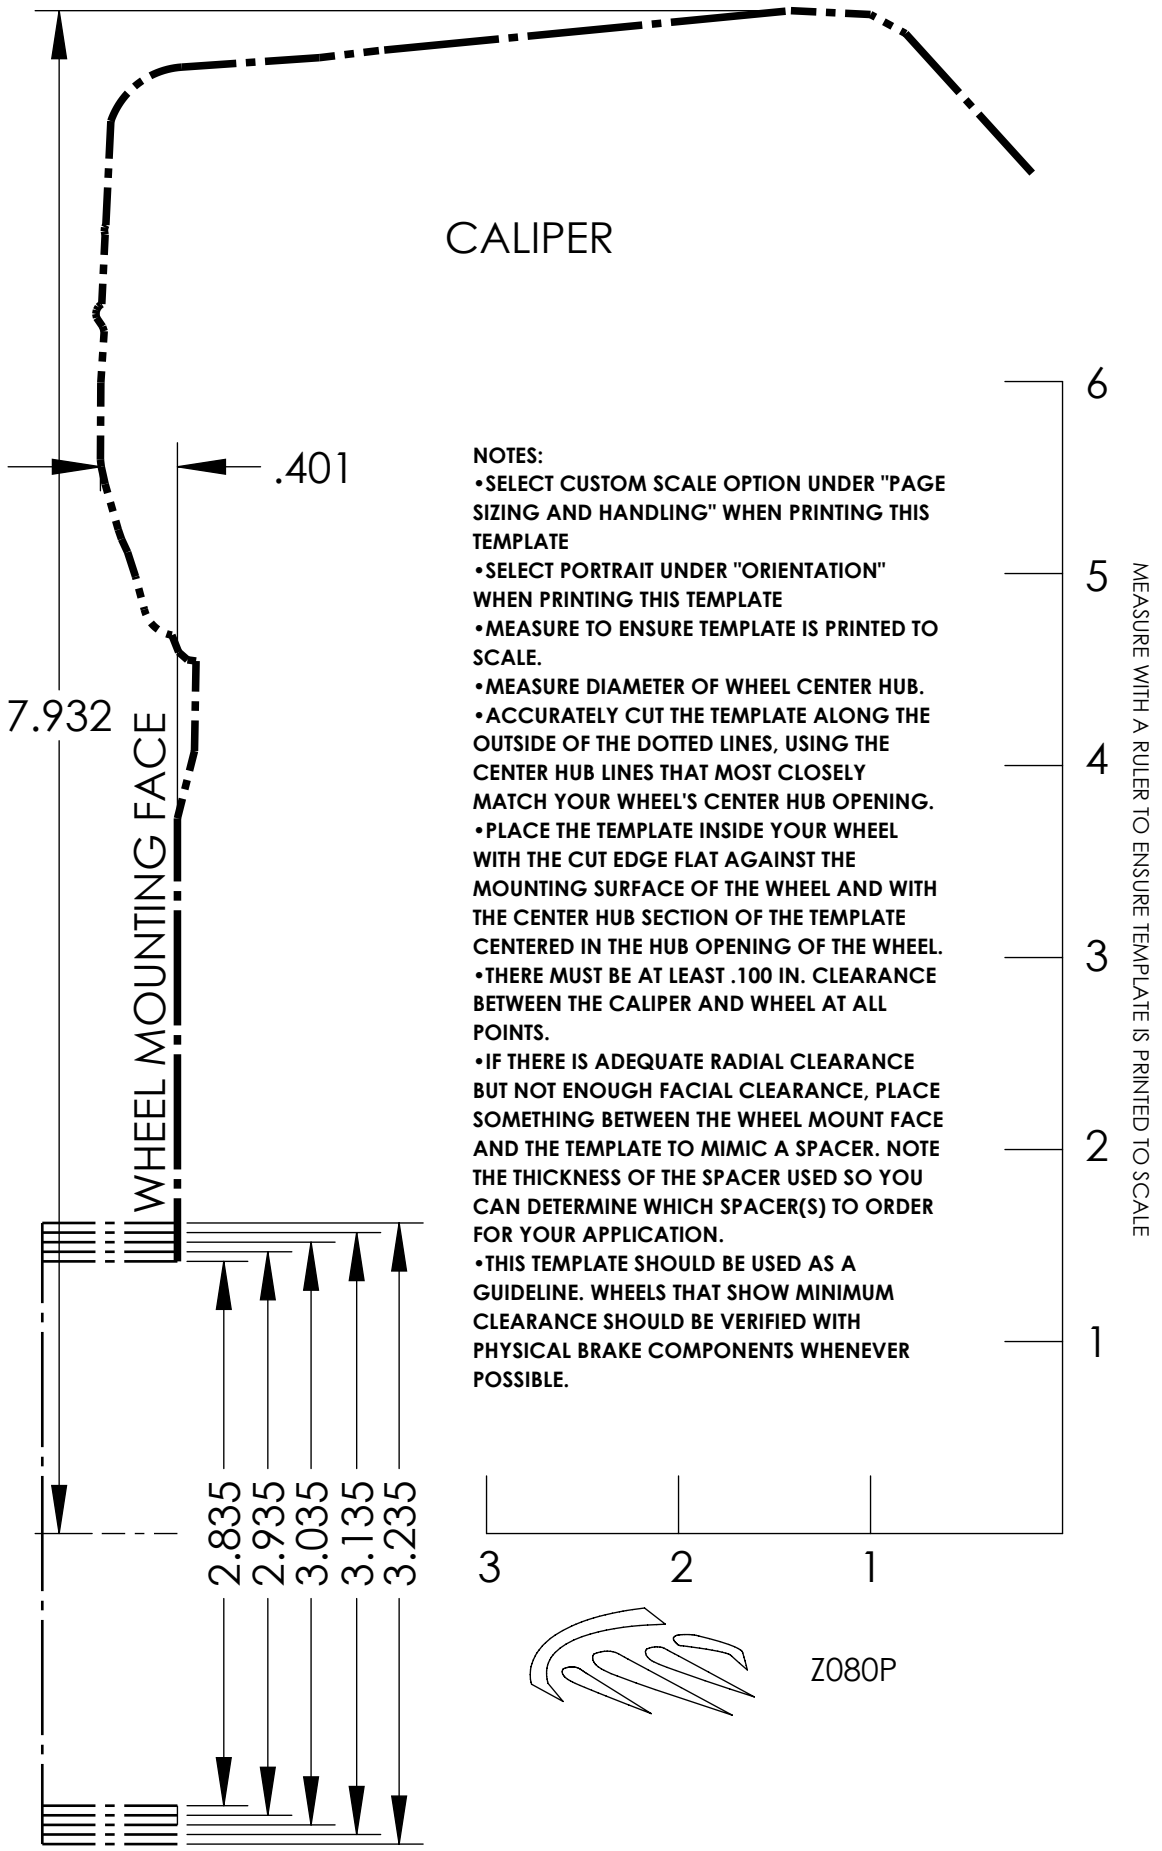 CALIPER
6
.401
NOTES:
•SELECT CUSTOM SCALE OPTION UNDER "PAGE
SIZING AND HANDLING" WHEN PRINTING THIS
TEMPLATE
•SELECT PORTRAIT UNDER "ORIENTATION"
WHEN PRINTING THIS TEMPLATE
•MEASURE TO ENSURE TEMPLATE IS PRINTED TO
SCALE.
•MEASURE DIAMETER OF WHEEL CENTER HUB.
•ACCURATELY CUT THE TEMPLATE ALONG THE
OUTSIDE OF THE DOTTED LINES, USING THE
CENTER HUB LINES THAT MOST CLOSELY
MATCH YOUR WHEEL'S CENTER HUB OPENING.
•PLACE THE TEMPLATE INSIDE YOUR WHEEL
WITH THE CUT EDGE FLAT AGAINST THE
MOUNTING SURFACE OF THE WHEEL AND WITH
THE CENTER HUB SECTION OF THE TEMPLATE
CENTERED IN THE HUB OPENING OF THE WHEEL.
•THERE MUST BE AT LEAST .100 IN. CLEARANCE
BETWEEN THE CALIPER AND WHEEL AT ALL
POINTS.
•IF THERE IS ADEQUATE RADIAL CLEARANCE
BUT NOT ENOUGH FACIAL CLEARANCE, PLACE
SOMETHING BETWEEN THE WHEEL MOUNT FACE
AND THE TEMPLATE TO MIMIC A SPACER. NOTE
THE THICKNESS OF THE SPACER USED SO YOU
CAN DETERMINE WHICH SPACER(S) TO ORDER
FOR YOUR APPLICATION.
•THIS TEMPLATE SHOULD BE USED AS A
GUIDELINE. WHEELS THAT SHOW MINIMUM
CLEARANCE SHOULD BE VERIFIED WITH
PHYSICAL BRAKE COMPONENTS WHENEVER
POSSIBLE.
5
4
3
2
1
MEASURE WITH A RULER TO ENSURE TEMPLATE IS PRINTED TO SCALE
7.932
WHEEL MOUNTING FACE
2.835
2.935
3.035
3.135
3.235
3
2
1
Z080P